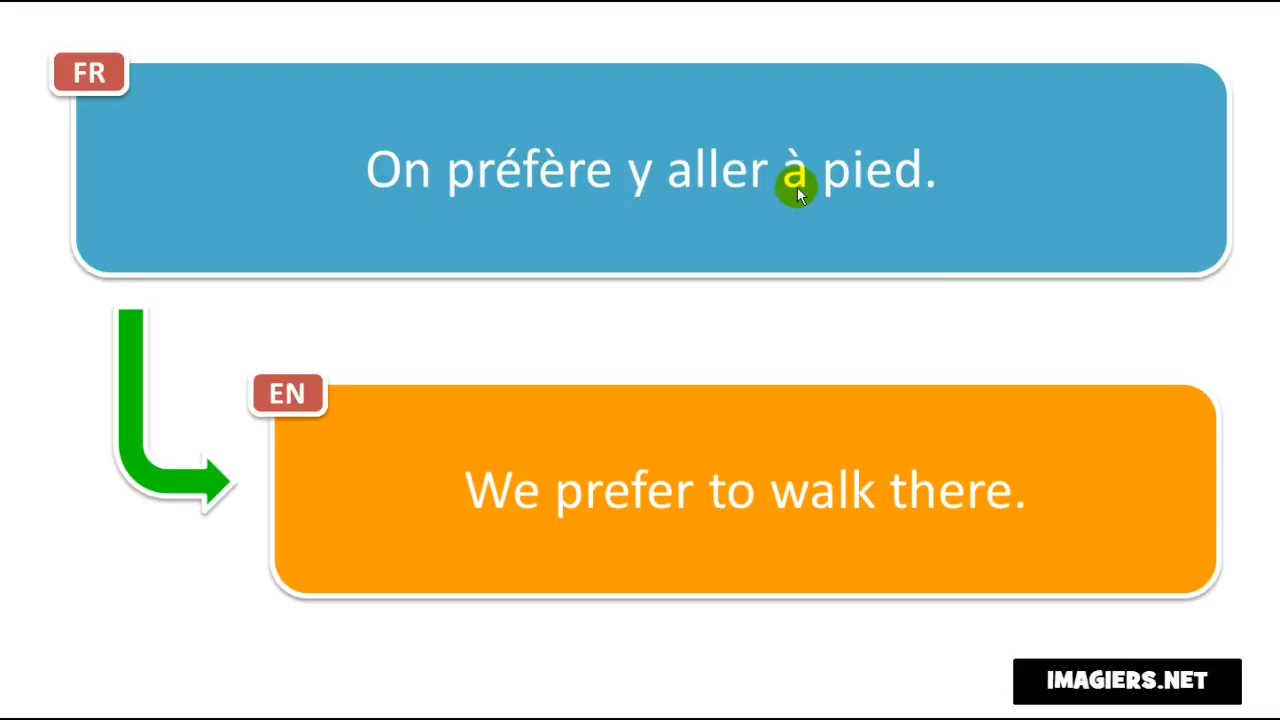 FR
On préfère y aller à pied.
EN
We prefer to walk there.
IMAGIERS.NET